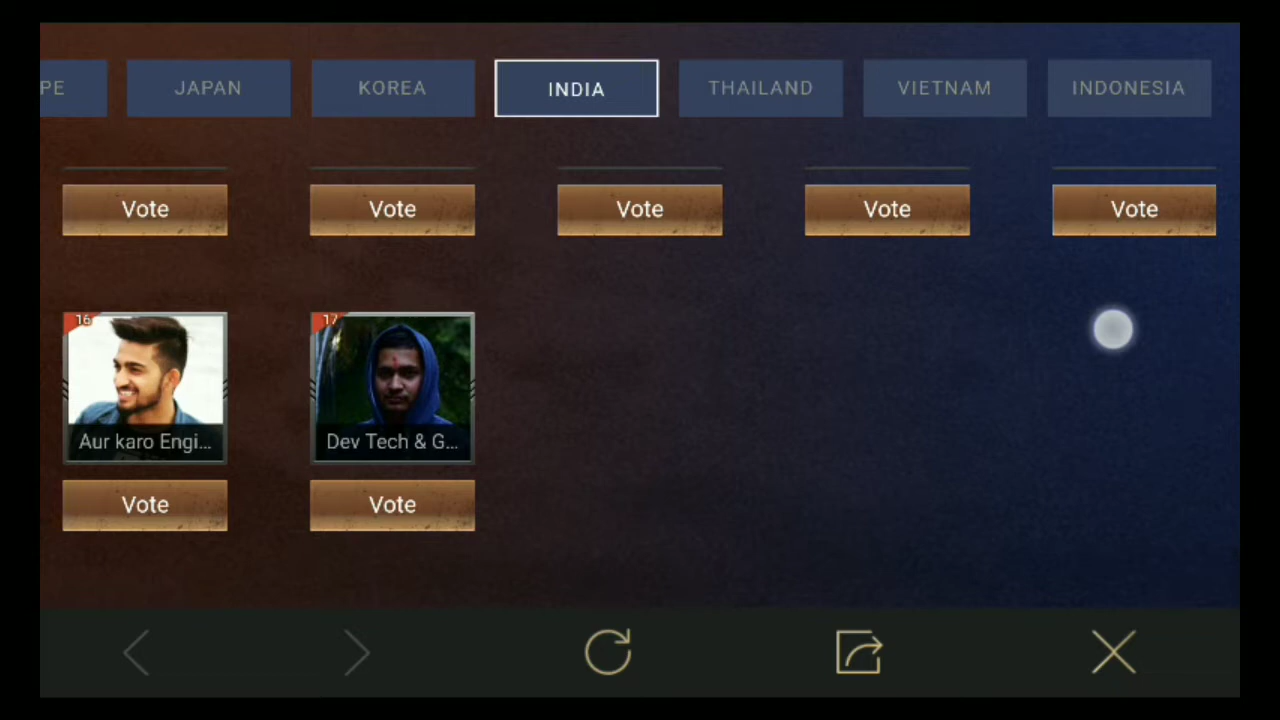 PE
JAPAN
KOREA
INDIA
THAILAND
VIETNAM
INDONESIA
Vote
Vote
Vote
Vote
Vote
16
17
Aur karo Engi...
Dev Tech & G...
Vote
Vote